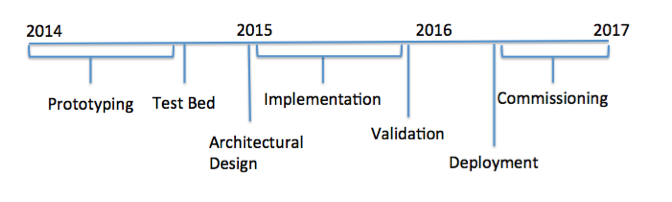 2014 2015 2016 2017
Prototyping Test Bed Implementation Commissioning
Architectural
Design
Validation
Deployment